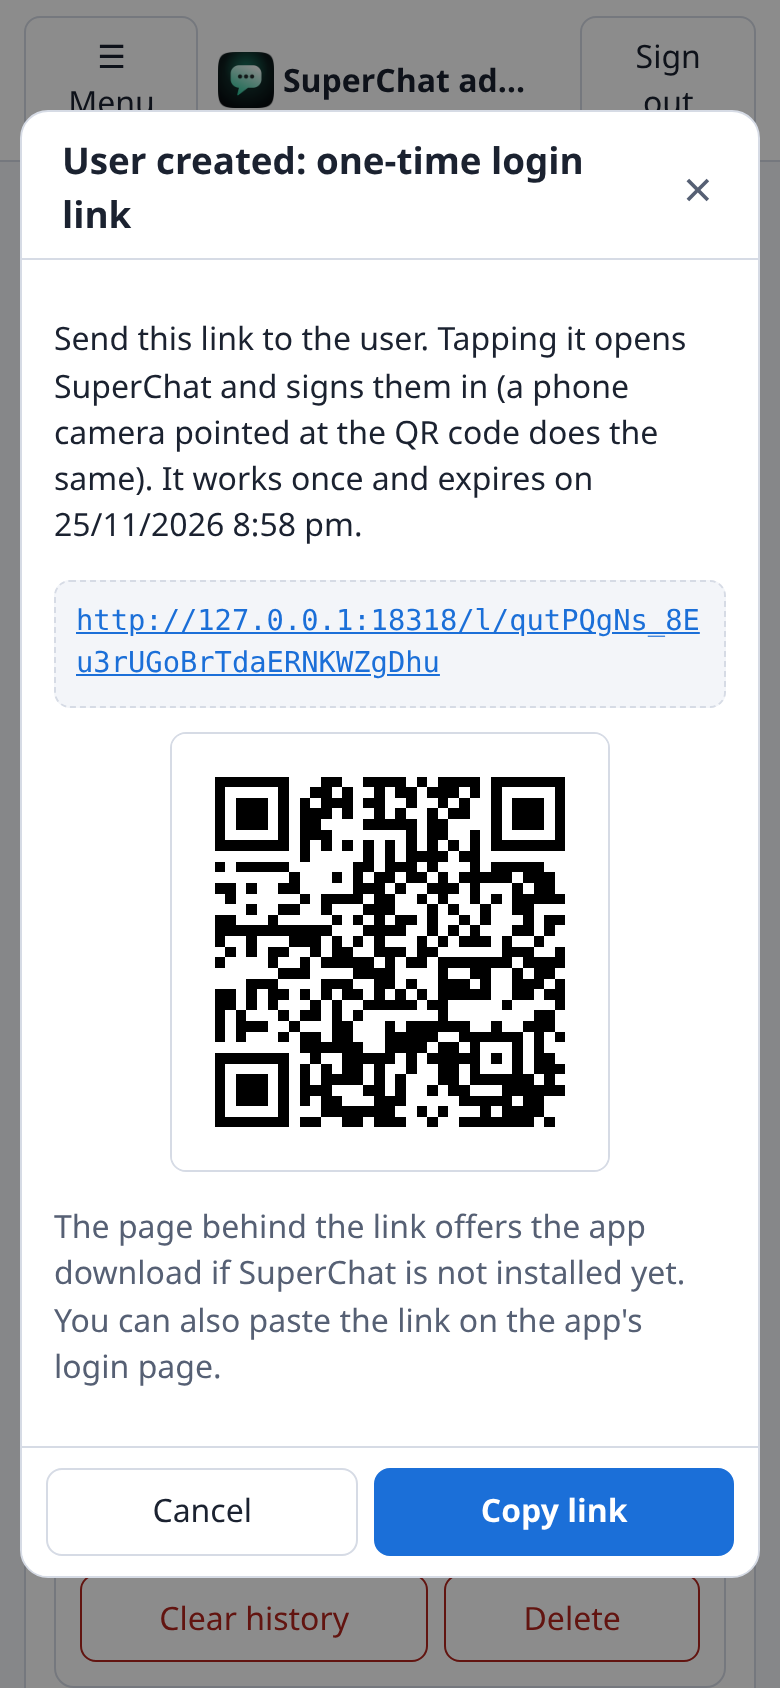 ☰
Menu
SuperChat ad...
Sign
out
User created: one-time login
link
×
Send this link to the user. Tapping it opens
SuperChat and signs them in (a phone
camera pointed at the QR code does the
same). It works once and expires on
25/11/2026 8:58 pm.
http://127.0.0.1:18318/l/qutPQgNs_8E
u3rUGoBrTdaERNKWZgDhu
The page behind the link offers the app
download if SuperChat is not installed yet.
You can also paste the link on the app's
login page.
Cancel
Copy link
Clear history
Delete